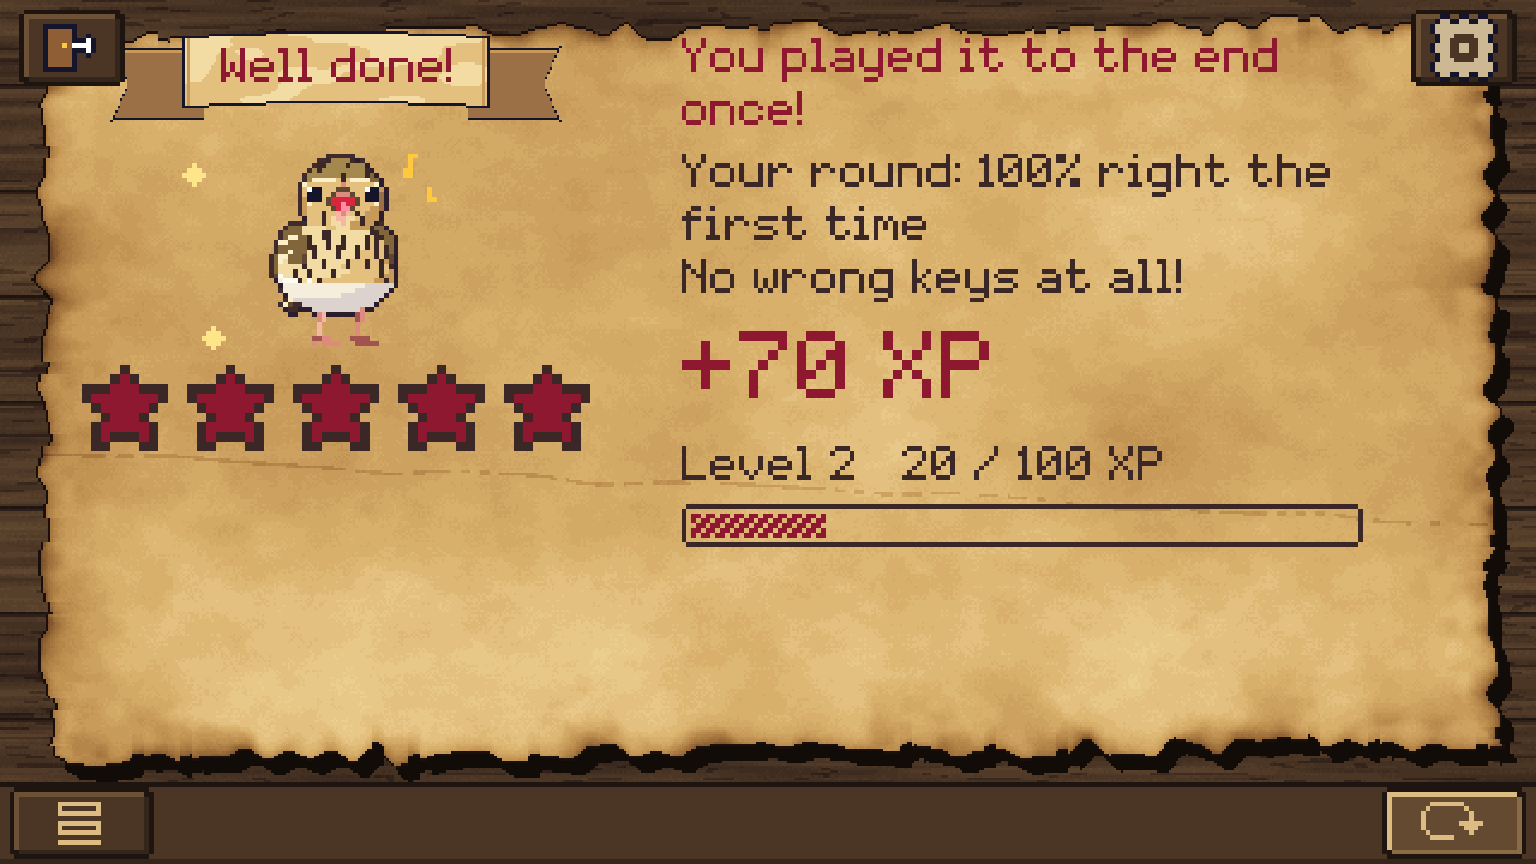 Well done!
You played it to the end
once!
Your round: 100% right the
first time
No wrong keys at all!
+70 XP
Level 2 20 / 100 XP